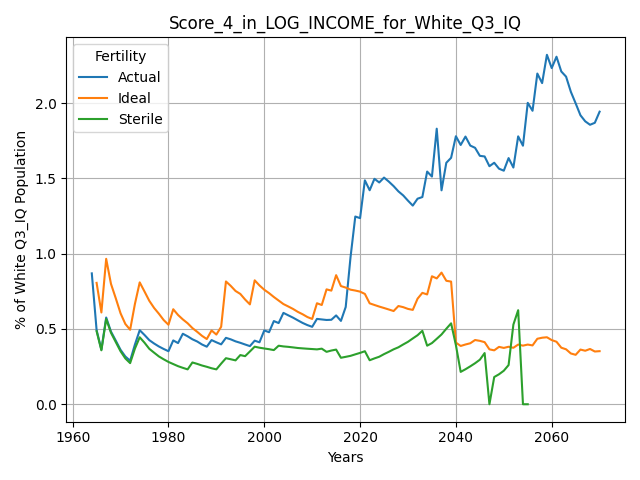 Score_4_in_LOG_INCOME_for_White_Q3_IQ
Fertility
Actual
Ideal
Sterile
% of White Q3_IQ Population
2.0
1.5
1.0
0.5
0.0
1960 1980 2000 2020 2040 2060
Years